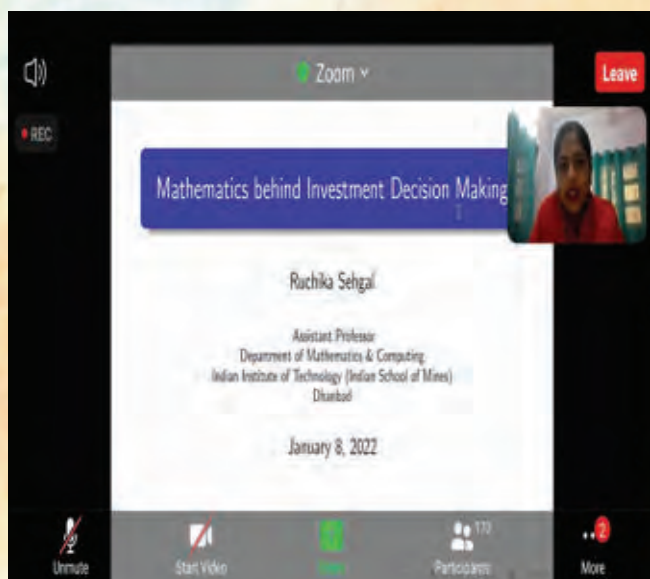 Zoom
Leave
REC
Mathematics behind Investment Decision Making
Ruchika Sehgal
Assistant Professor
Department of Mathematics & Computing
Indian Institute of Technology (Indian School of Mines)
Dhanbad
January 8, 2022
Unmute
Start Video
Participants
2
More